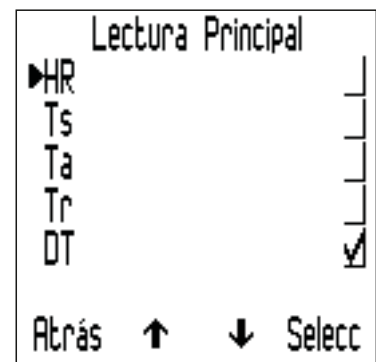 Lectura Principal
HR
Ts
Ta
Tr
DT
Atrás ↑ ↓ Selecc